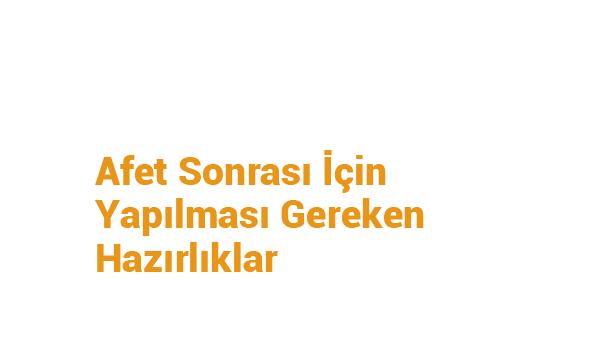 Afet Sonrası İçin
Yapılması Gereken
Hazırlıklar